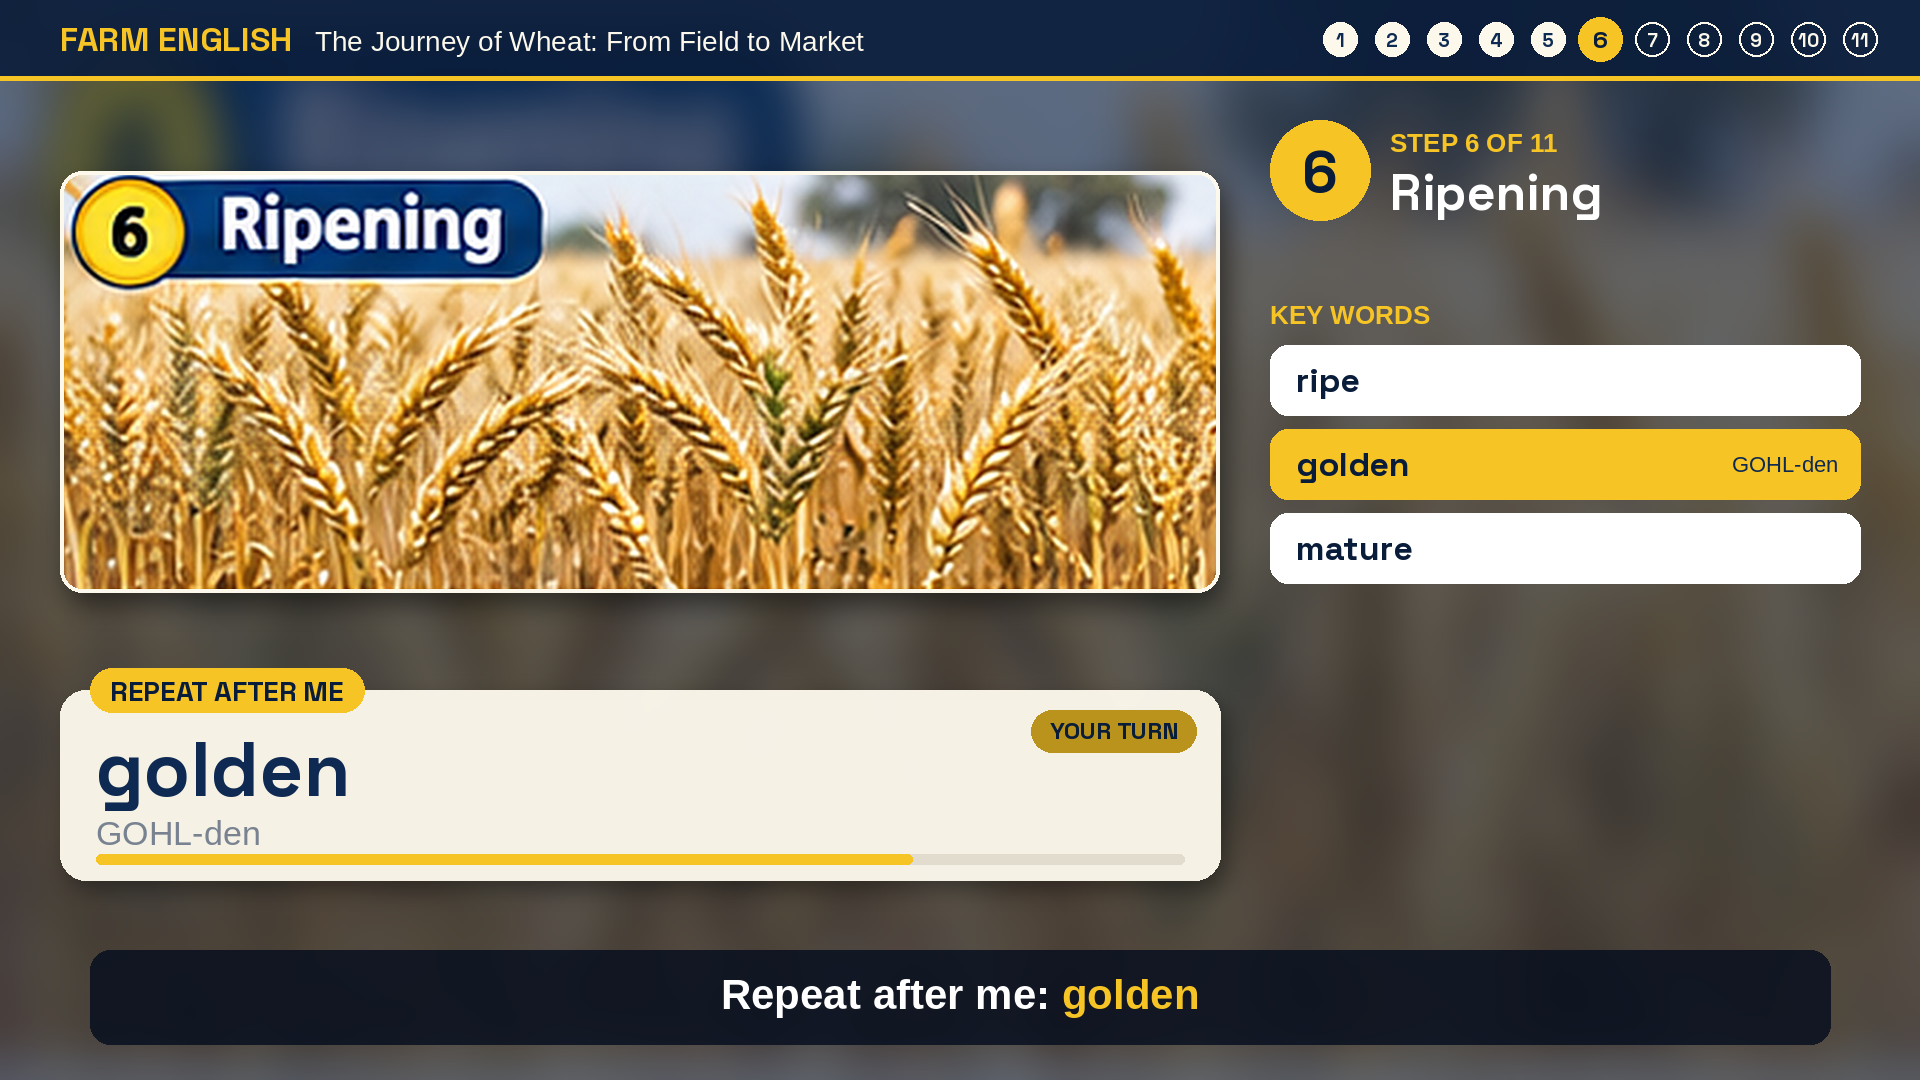 FARM ENGLISH The Journey of Wheat: From Field to Market 1 2 3 4 5 6 7 8 9 10 11
6 Ripening
6 STEP 6 OF 11
Ripening
KEY WORDS
ripe
golden GOHL-den
mature
REPEAT AFTER ME
YOUR TURN
golden
GOHL-den
Repeat after me: golden